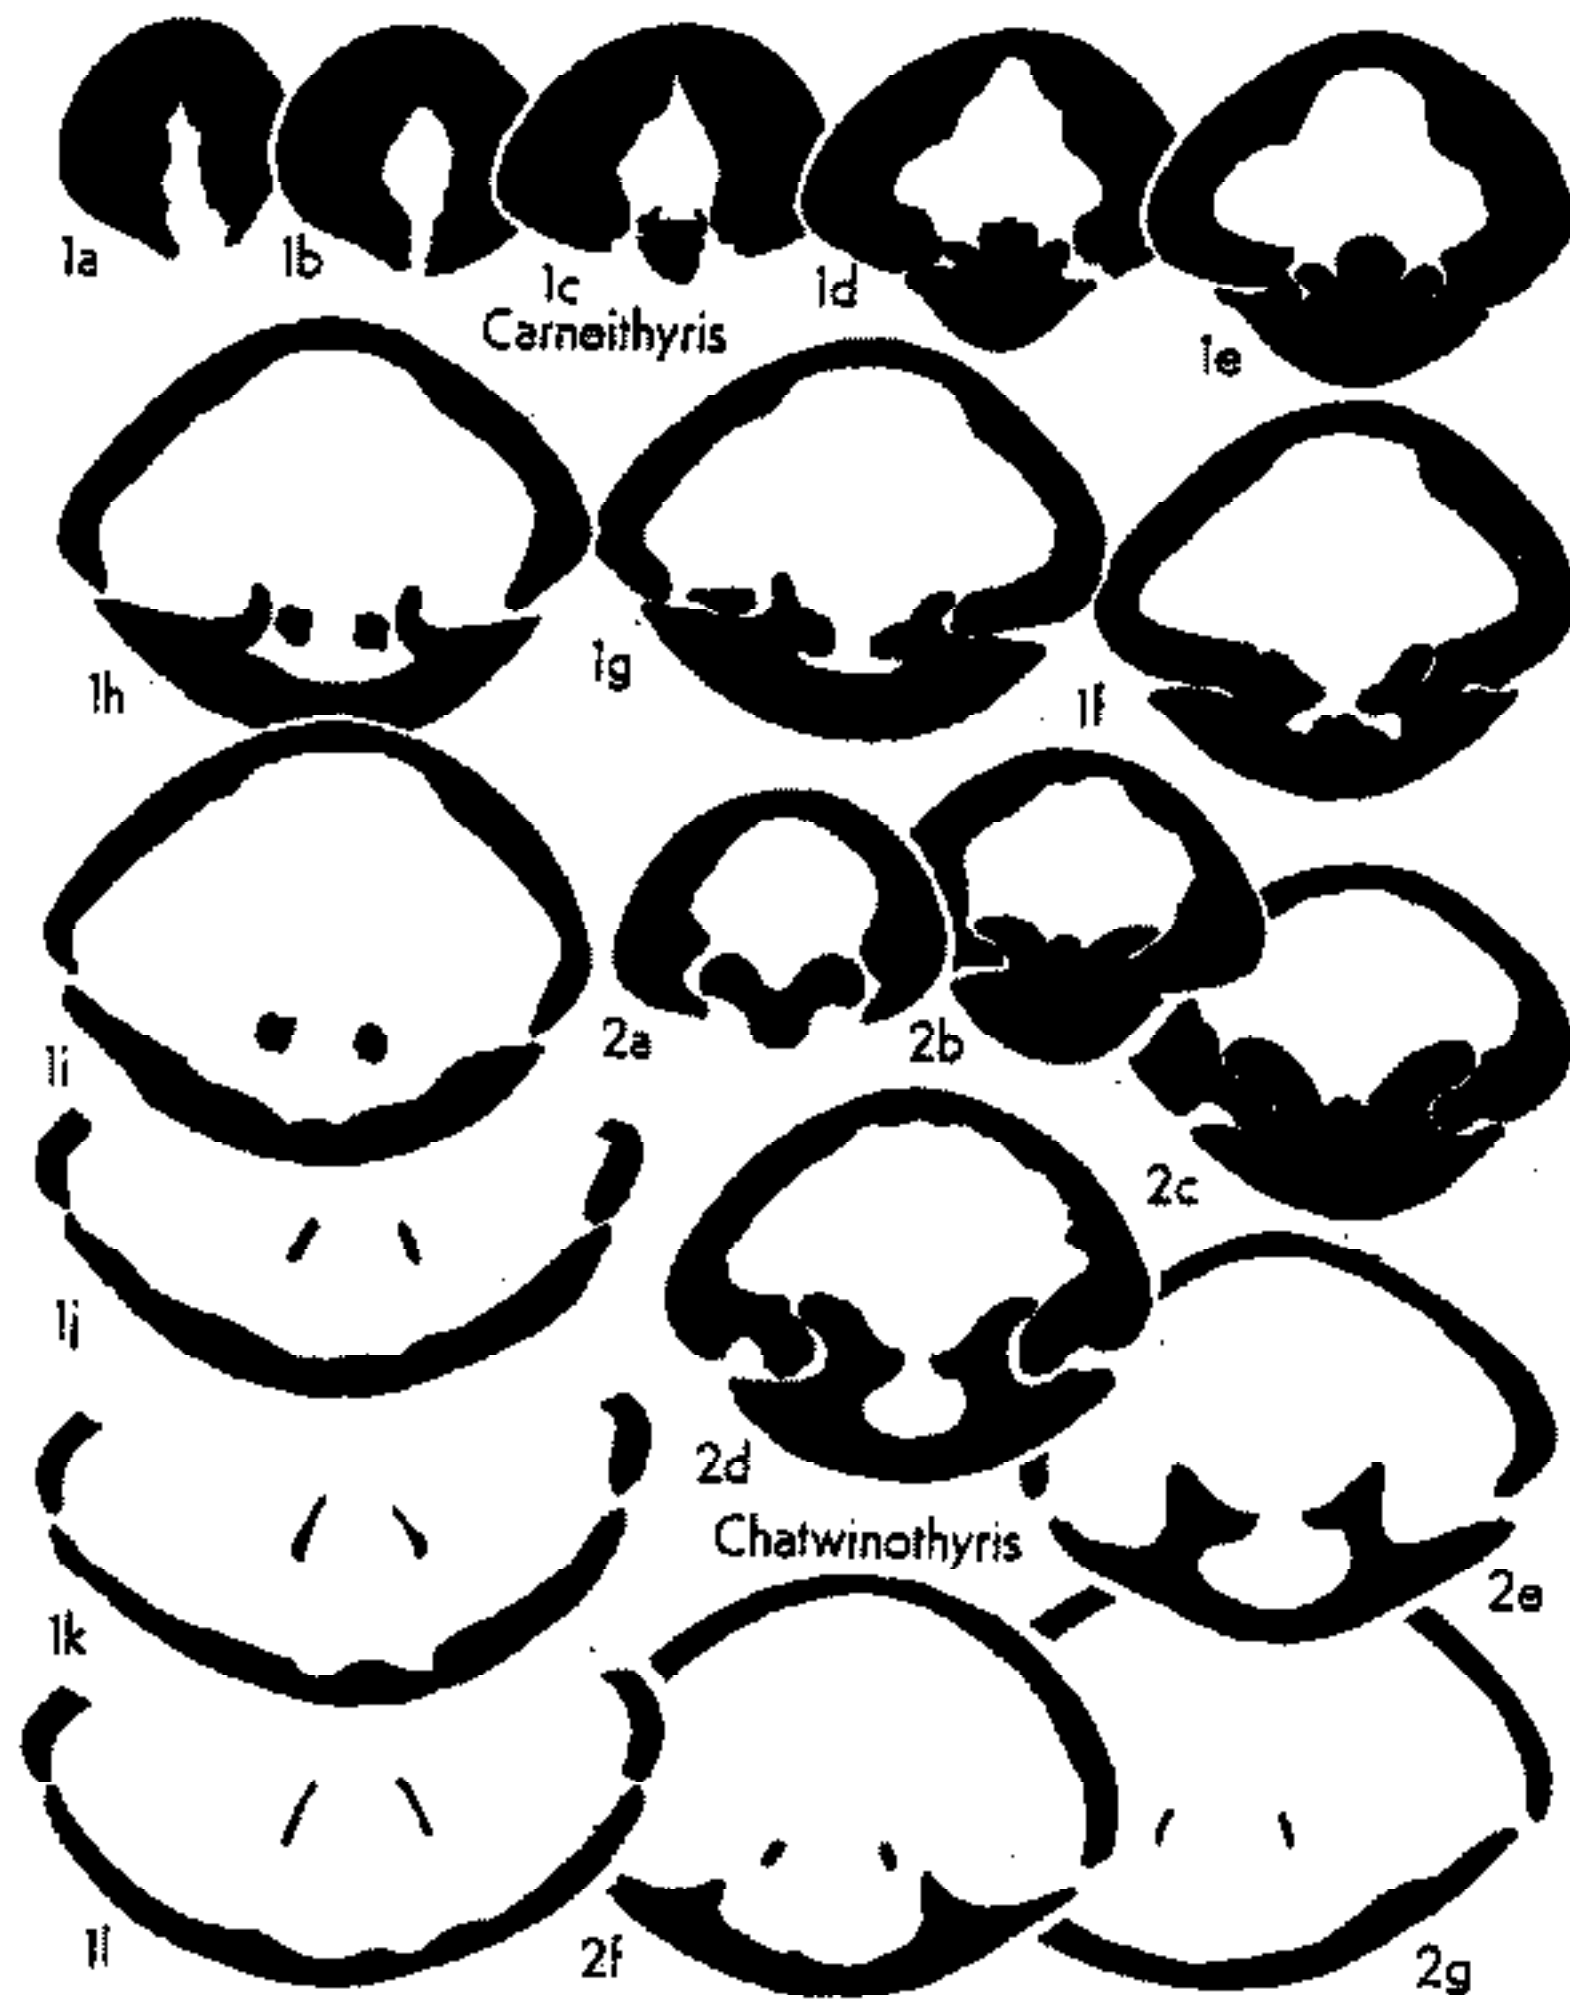 1a
1b
1c
1d
1e
Carneithyris
1h
1g
1f
1i
2a
2b
2c
1j
2d
Chatwinothyris
2e
1k
1l
2f
2g